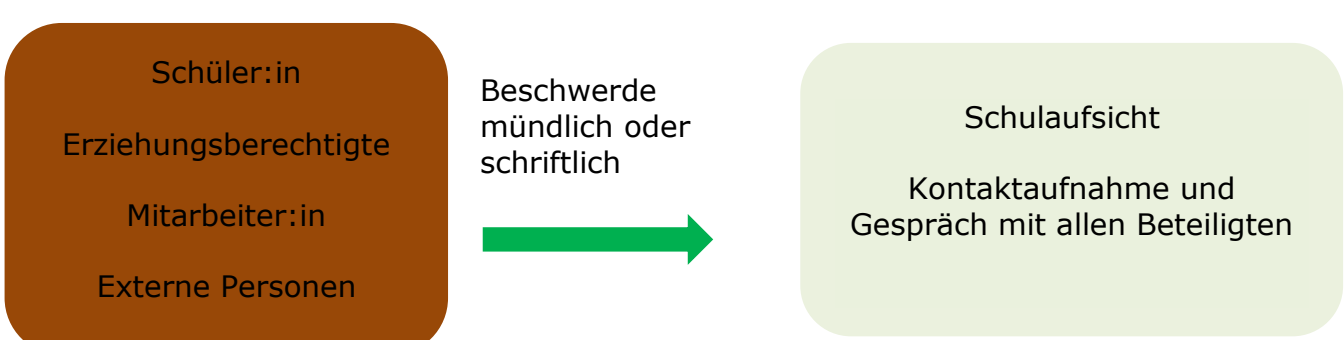 Schüler:in
Erziehungsberechtigte
Mitarbeiter:in
Externe Personen
Beschwerde
mündlich oder
schriftlich
Schulaufsicht
Kontaktaufnahme und
Gespräch mit allen Beteiligten